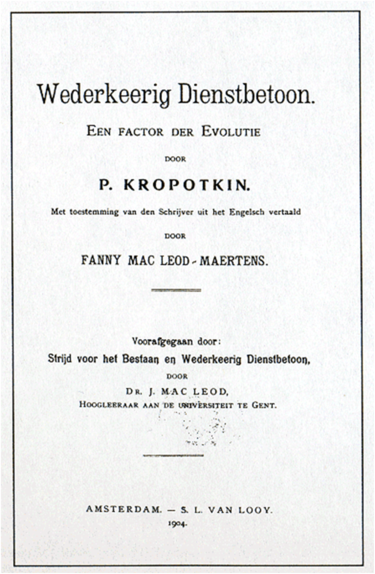 Wederkeerig Dienstbetoon.
EEN FACTOR DER EVOLUTIE
DOOR
P. KROPOTKIN.
Met toestemming van den Schrijver uit het Engelsch vertaald
DOOR
FANNY MAC LEOD-MAERTENS.
Voorafgegaan door:
Strijd voor het Bestaan en Wederkeerig Dienstbetoon,
DOOR
DR. J. MAC LEOD,
HOOGLEERAAR AAN DE UNIVERSITEIT TE GENT.
AMSTERDAM. — S. L. VAN LOOY.
1904.